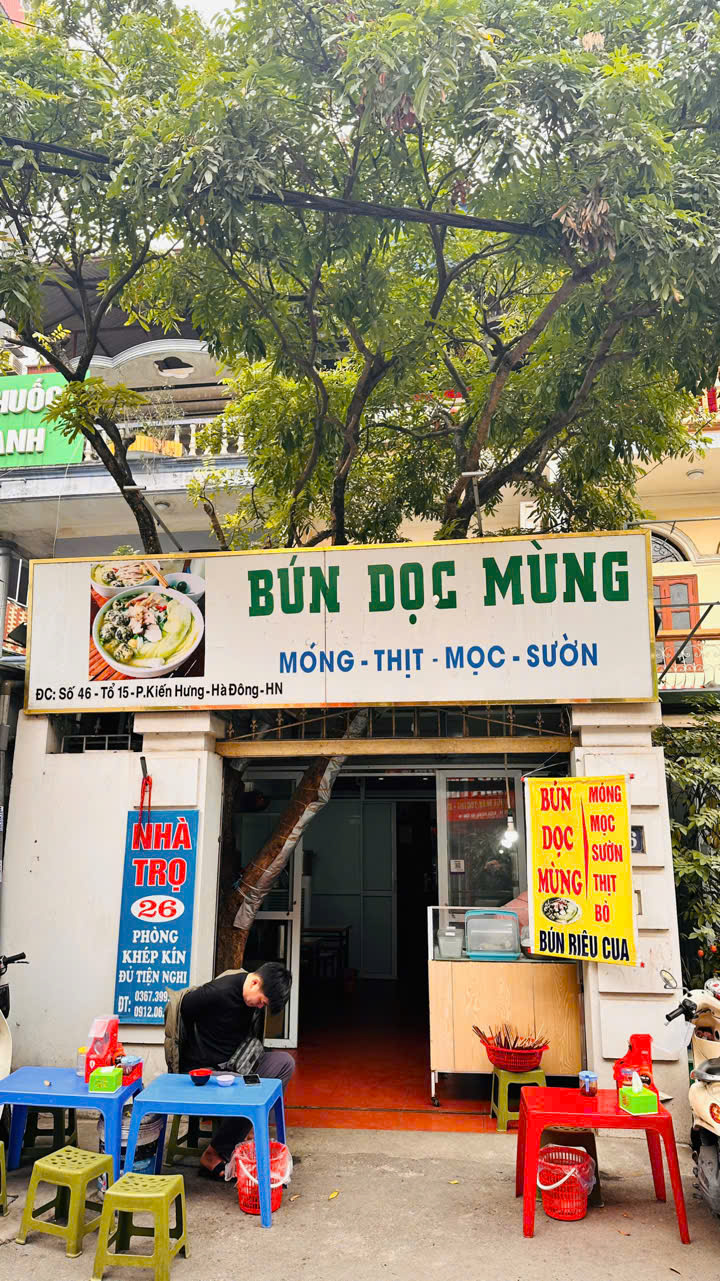 ANH
BÚN DỌC MÙNG
MÓNG - THỊT - MỌC - SƯỜN
ĐC: Số 46 - Tổ 15 - P.Kiến Hưng - Hà Đông - HN
NHÀ
TRỌ
26
PHÒNG
KHÉP KÍN
ĐỦ TIỆN NGHI
ĐT: 0367.399
0912.06
BÚN
DỌC
MÙNG
MÓNG
MỌC
SƯỜN
THỊT
BÒ
BÚN RIÊU CUA
6